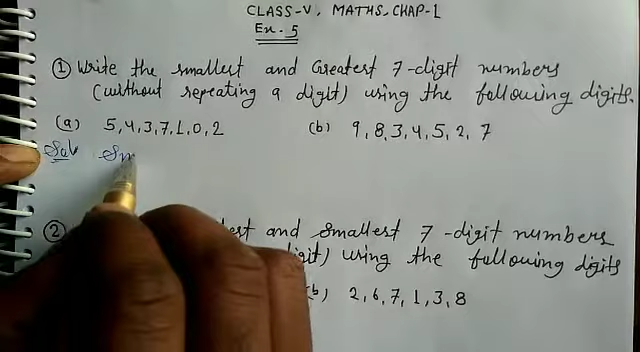 CLASS-V, MATHS, CHAP-1
Ex. 5
① Write the smallest and Greatest 7-digit numbers
(without repeating a digit) using the following digits.
(a) 5,4,3,7,1,0,2 (b) 9,8,3,4,5,2,7
Sol Sm
② and smallest 7-digit numbers
using the following digits
(b) 2,6,7,1,3,8